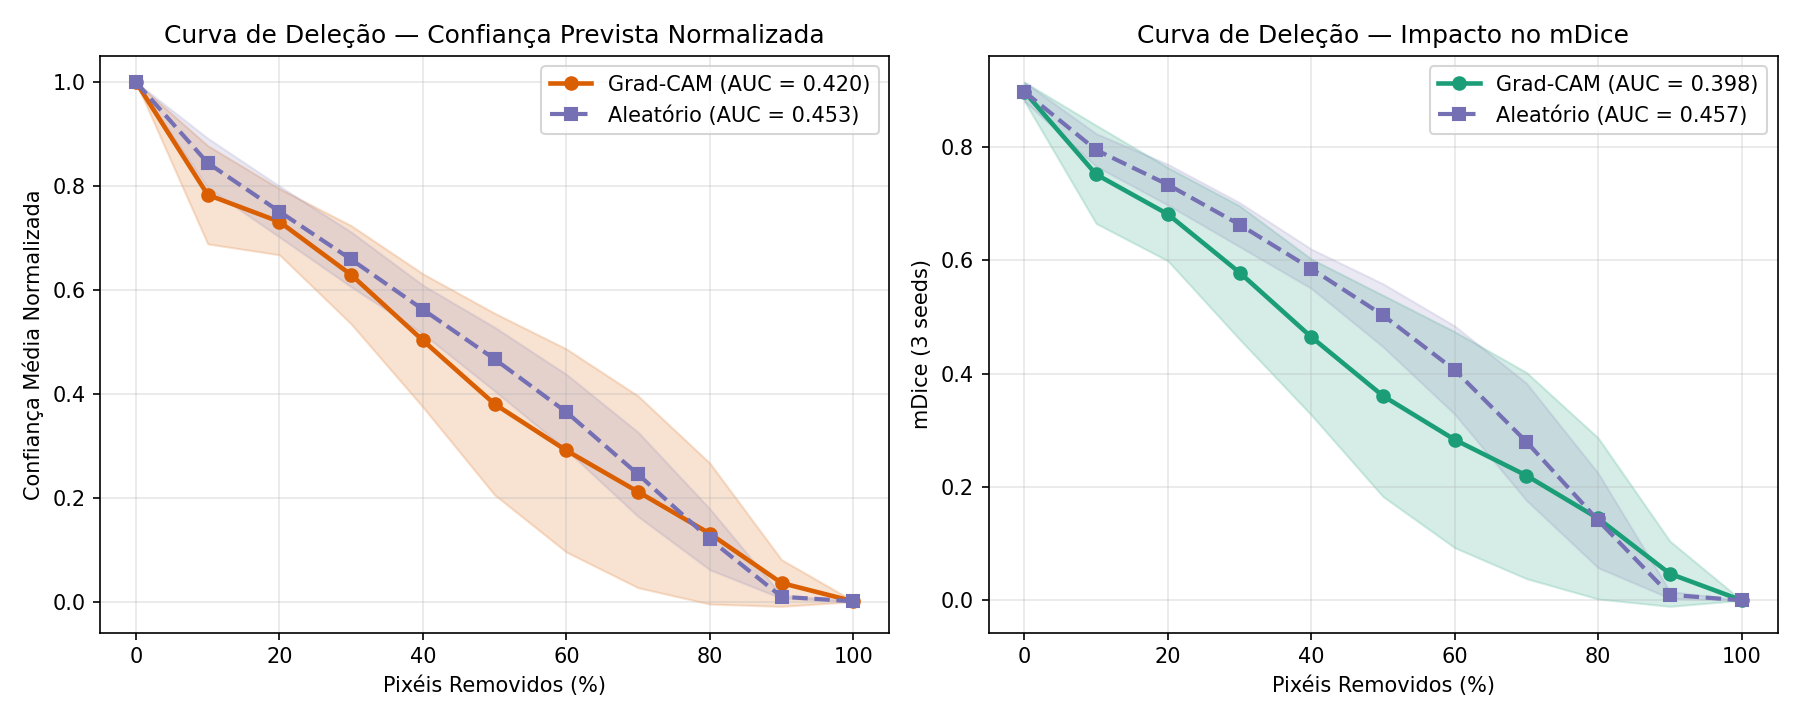 Curva de Deleção — Confiança Prevista Normalizada
Grad-CAM (AUC = 0.420)
Aleatório (AUC = 0.453)
Confiança Média Normalizada
1.0
0.8
0.6
0.4
0.2
0.0
0 20 40 60 80 100
Pixéis Removidos (%)
Curva de Deleção — Impacto no mDice
Grad-CAM (AUC = 0.398)
Aleatório (AUC = 0.457)
mDice (3 seeds)
0.8
0.6
0.4
0.2
0.0
0 20 40 60 80 100
Pixéis Removidos (%)